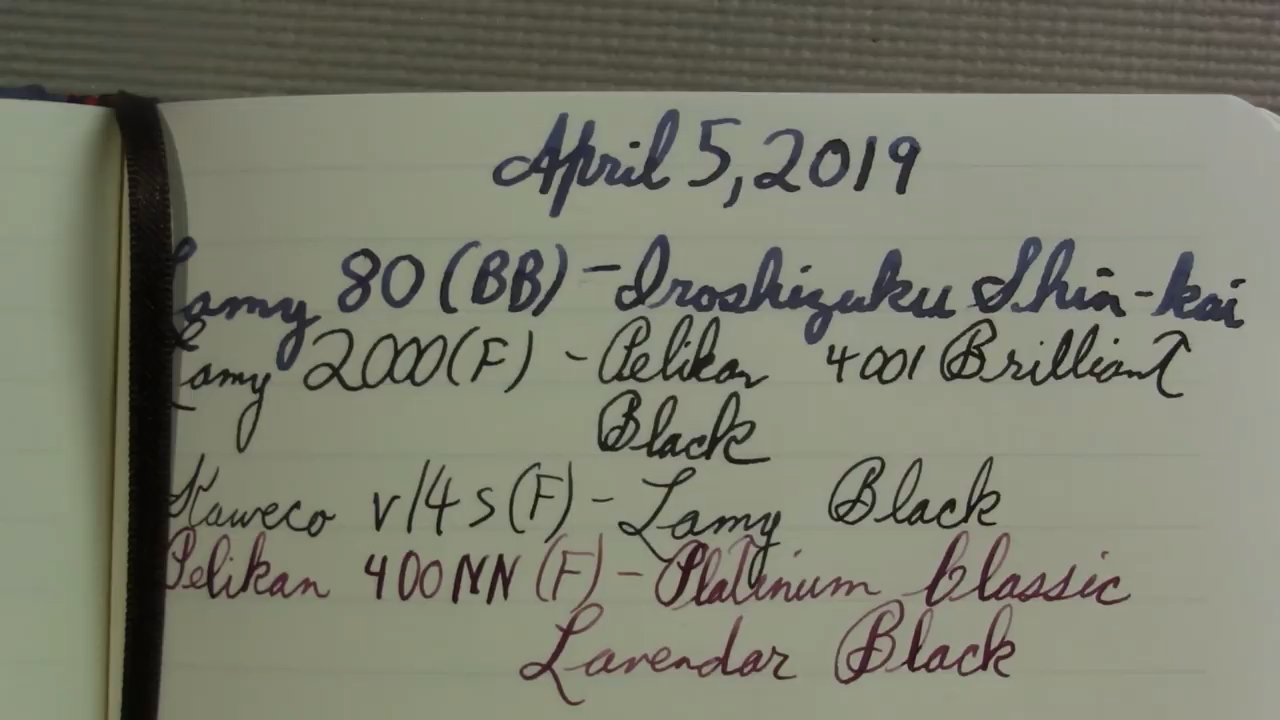 April 5, 2019
Lamy 80 (BB) - Iroshizuku Shin-kai
Lamy 2000 (F) - Pelikan 4001 Brilliant
Black
Kaweco v/4 s (F) - Lamy Black
Pelikan 400NN (F) - Platinum Classic
Lavendar Black